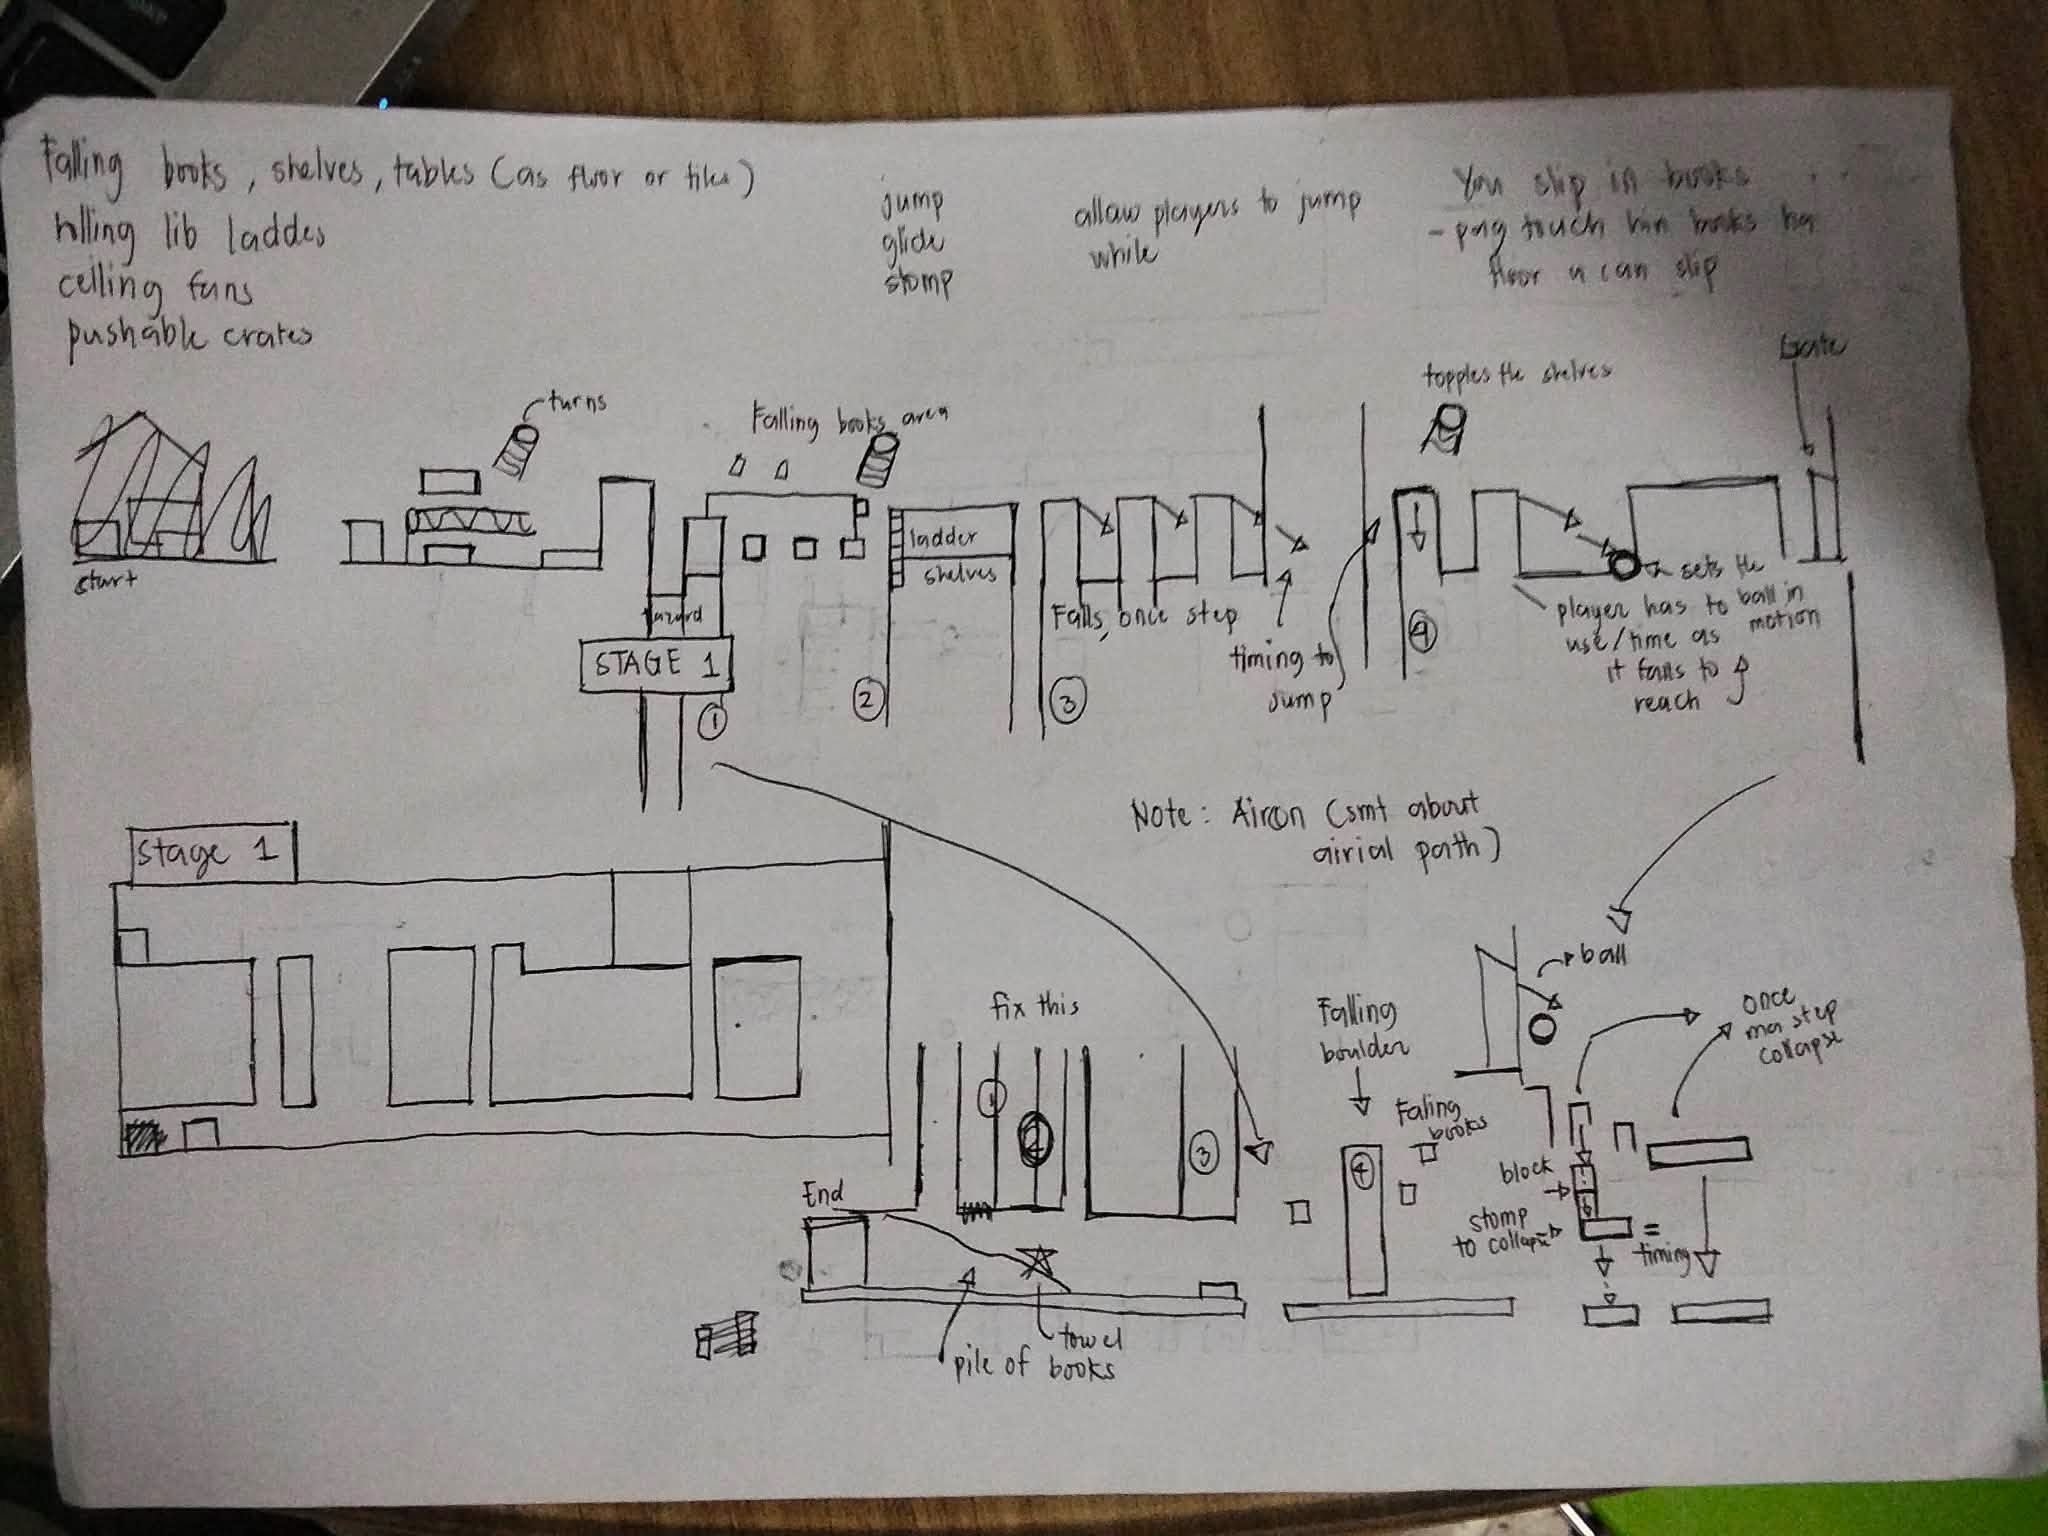 Falling books, shelves, tables (as floor or tiles)
rolling lib ladders
celling fans
pushable crates
jump
glide
stomp
allow players to jump
while
You slip in books
- pag touch han books ha
floor u can slip
start
turns
Falling books area
hazard
STAGE 1
1
2
ladder
shelves
3
Falls, once step
timing to
Jump
topples the shelves
4
Gate
sets the
ball in
motion
player has to
use/time as
it falls to
reach
Note: Aircon (smt about
airial path)
Stage 1
fix this
1
2
3
End
towel
pile of books
Falling
boulder
4
Faling
books
ball
once
ma step
collapse
block
stomp
to collapse
= timing